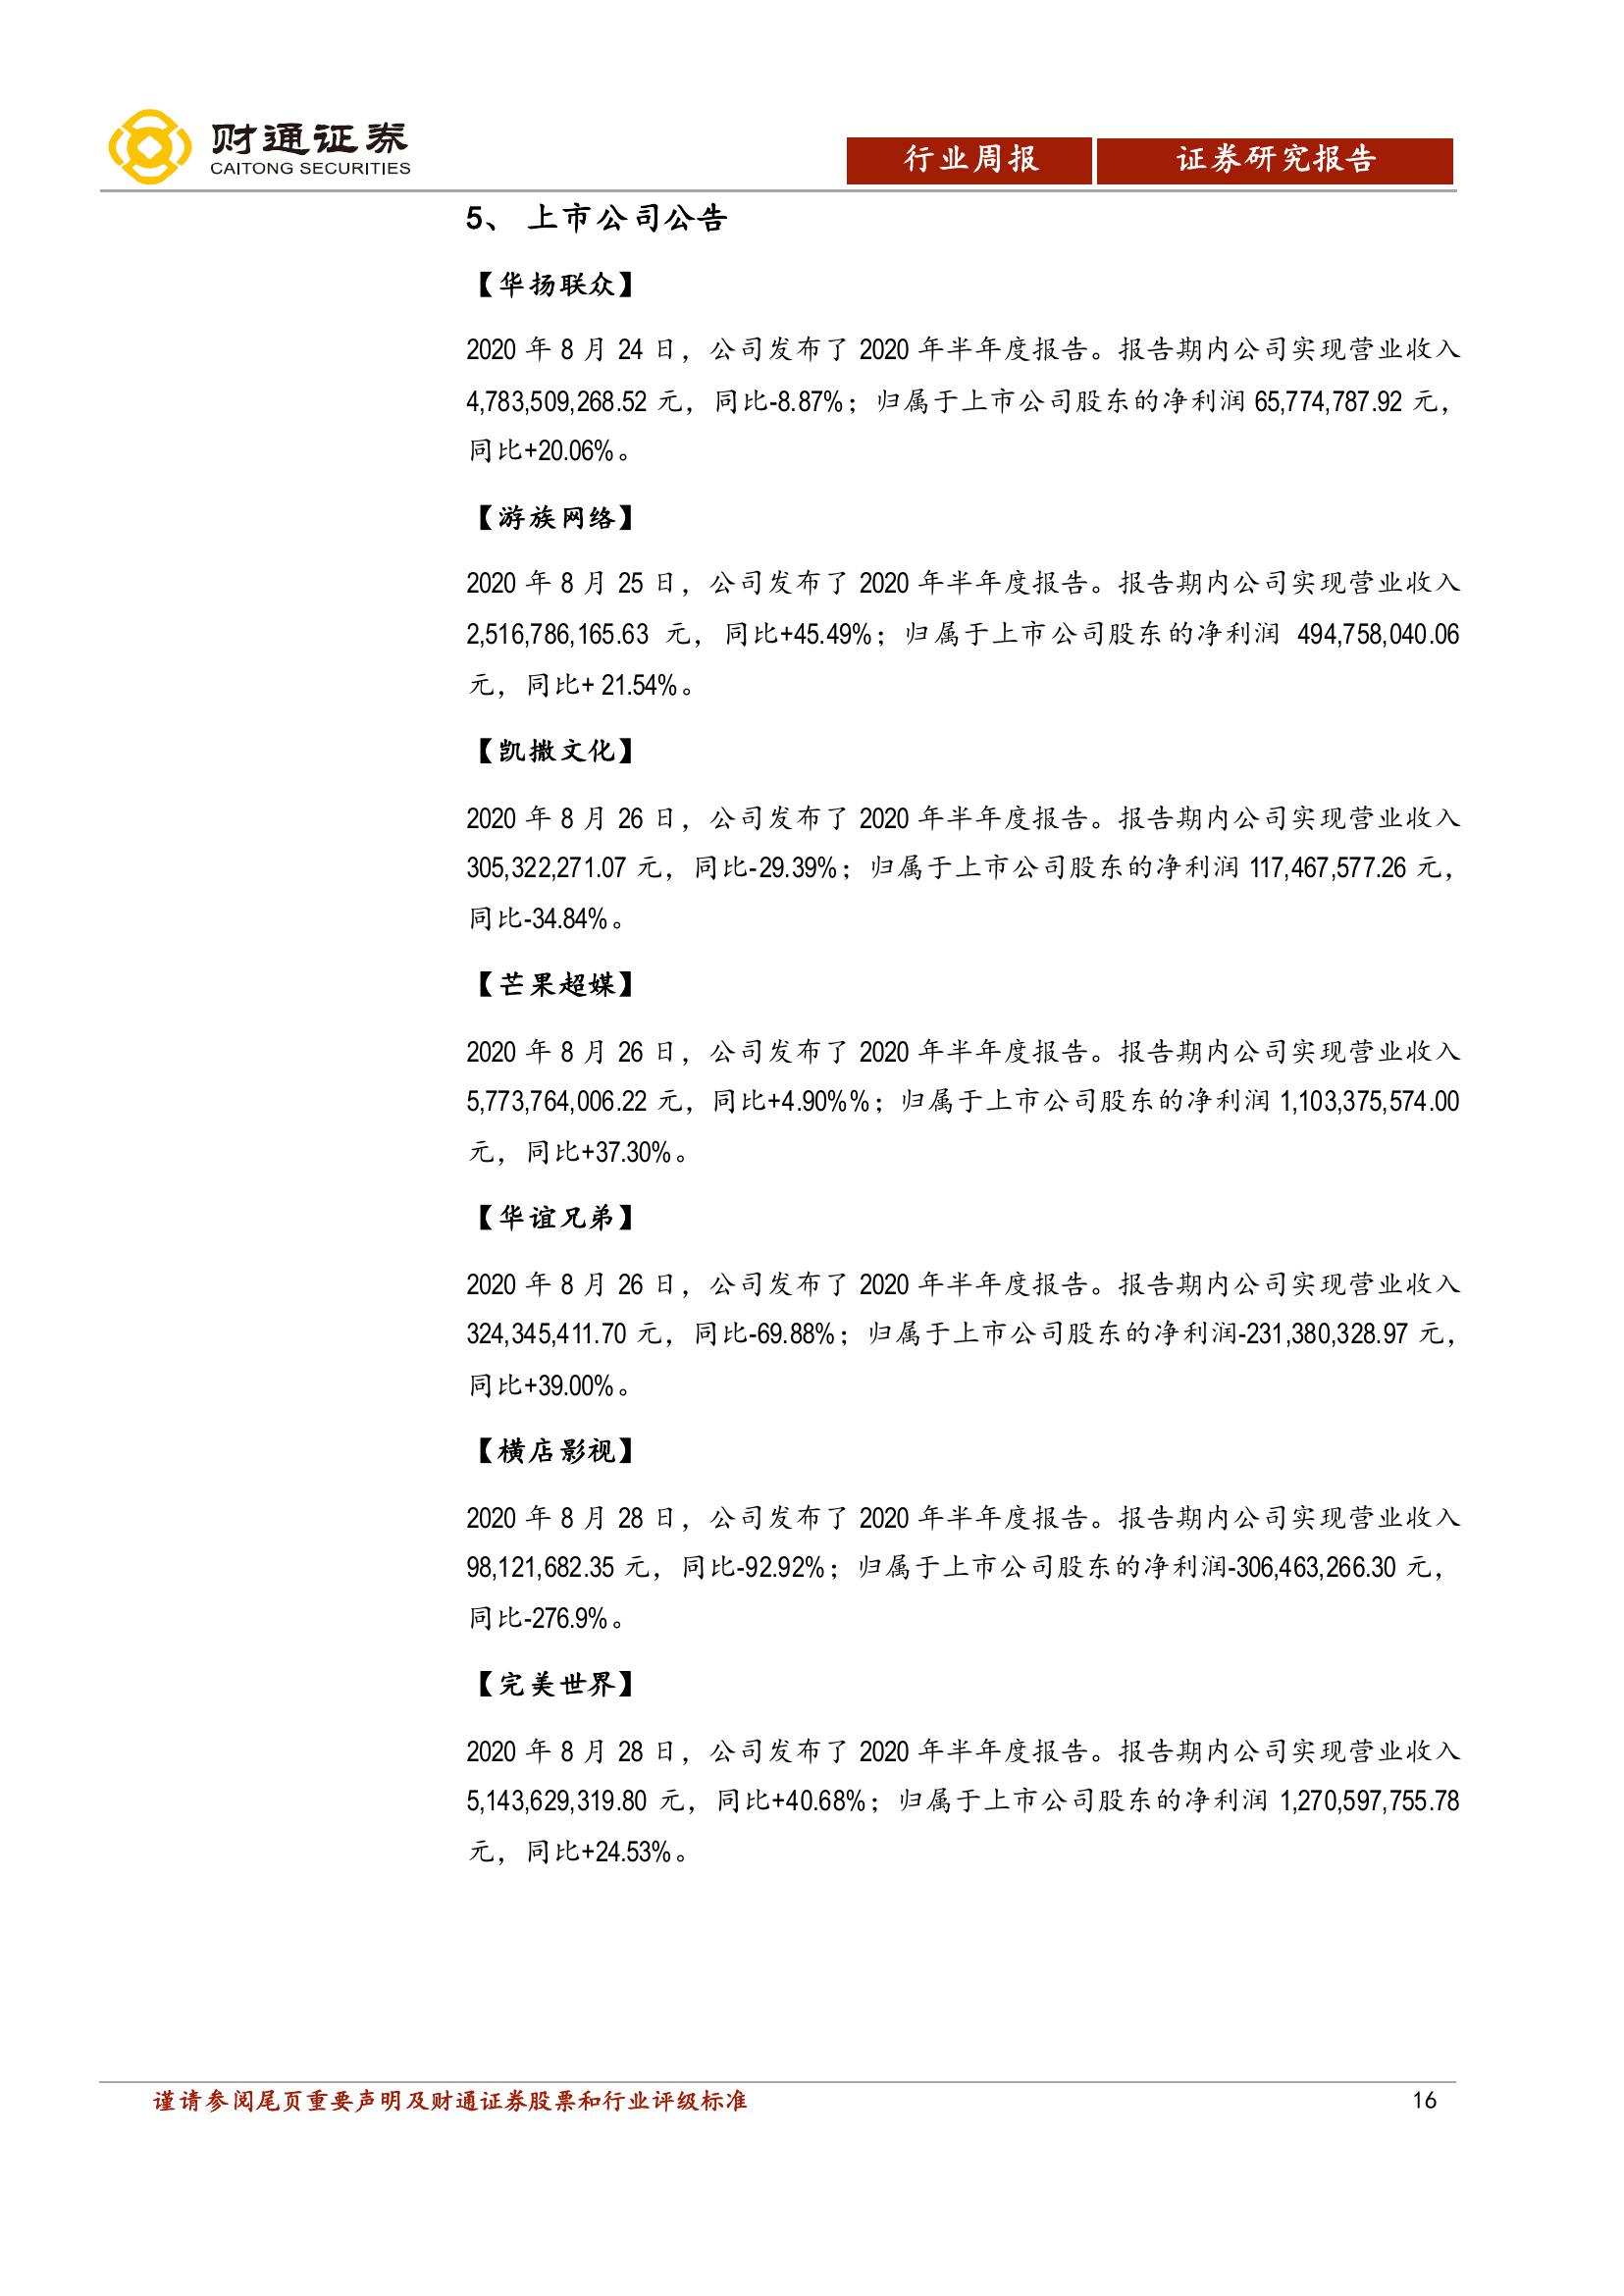 财通证券
CAITONG SECURITIES
行业周报 证券研究报告
5、 上市公司公告
【华扬联众】
2020 年 8 月 24 日，公司发布了 2020 年半年度报告。报告期内公司实现营业收入
4,783,509,268.52 元，同比-8.87%；归属于上市公司股东的净利润 65,774,787.92 元，
同比+20.06%。
【游族网络】
2020 年 8 月 25 日，公司发布了 2020 年半年度报告。报告期内公司实现营业收入
2,516,786,165.63 元，同比+45.49%；归属于上市公司股东的净利润 494,758,040.06
元，同比+ 21.54%。
【凯撒文化】
2020 年 8 月 26 日，公司发布了 2020 年半年度报告。报告期内公司实现营业收入
305,322,271.07 元，同比-29.39%；归属于上市公司股东的净利润 117,467,577.26 元，
同比-34.84%。
【芒果超媒】
2020 年 8 月 26 日，公司发布了 2020 年半年度报告。报告期内公司实现营业收入
5,773,764,006.22 元，同比+4.90%%；归属于上市公司股东的净利润 1,103,375,574.00
元，同比+37.30%。
【华谊兄弟】
2020 年 8 月 26 日，公司发布了 2020 年半年度报告。报告期内公司实现营业收入
324,345,411.70 元，同比-69.88%；归属于上市公司股东的净利润-231,380,328.97 元，
同比+39.00%。
【横店影视】
2020 年 8 月 28 日，公司发布了 2020 年半年度报告。报告期内公司实现营业收入
98,121,682.35 元，同比-92.92%；归属于上市公司股东的净利润-306,463,266.30 元，
同比-276.9%。
【完美世界】
2020 年 8 月 28 日，公司发布了 2020 年半年度报告。报告期内公司实现营业收入
5,143,629,319.80 元，同比+40.68%；归属于上市公司股东的净利润 1,270,597,755.78
元，同比+24.53%。
谨请参阅尾页重要声明及财通证券股票和行业评级标准 16